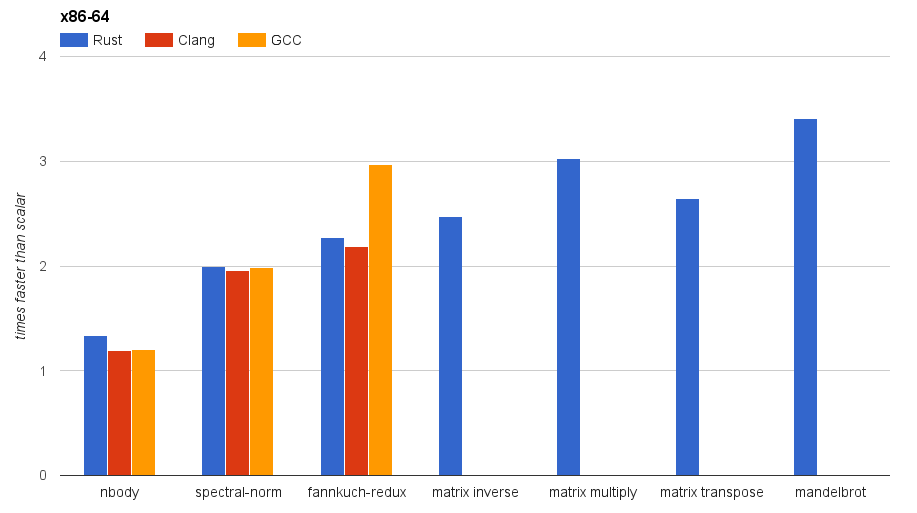 x86-64
Rust Clang GCC
4
3
2
1
0
times faster than scalar
nbody spectral-norm fannkuch-redux matrix inverse matrix multiply matrix transpose mandelbrot